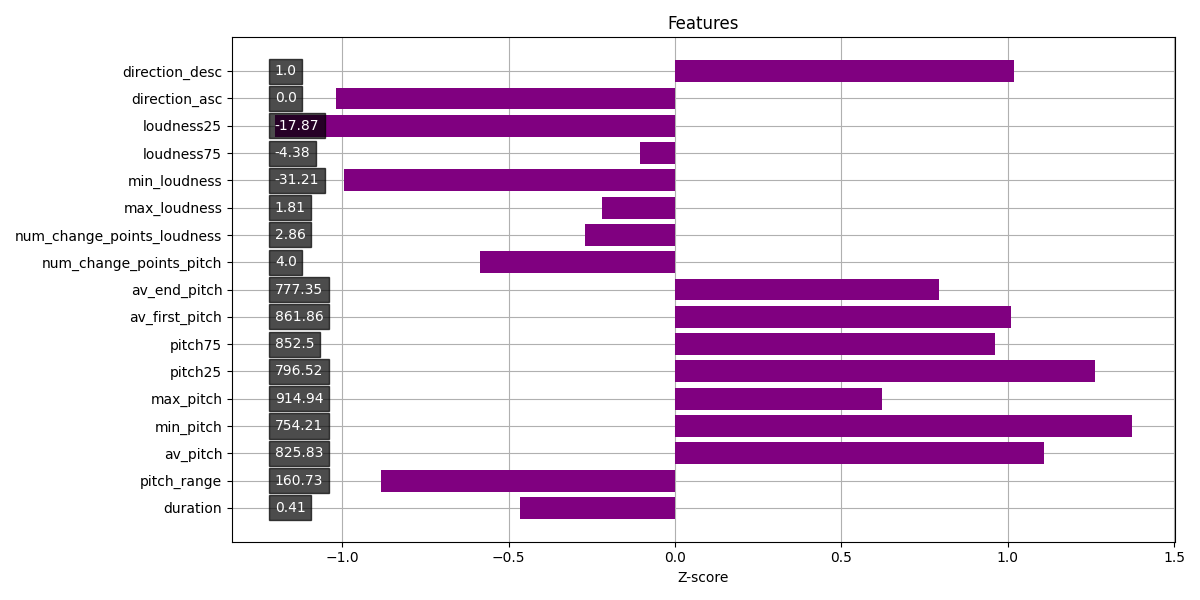 Features
direction_desc 1.0
direction_asc 0.0
loudness25 -17.87
loudness75 -4.38
min_loudness -31.21
max_loudness 1.81
num_change_points_loudness 2.86
num_change_points_pitch 4.0
av_end_pitch 777.35
av_first_pitch 861.86
pitch75 852.5
pitch25 796.52
max_pitch 914.94
min_pitch 754.21
av_pitch 825.83
pitch_range 160.73
duration 0.41
−1.0 −0.5 0.0 0.5 1.0 1.5
Z-score